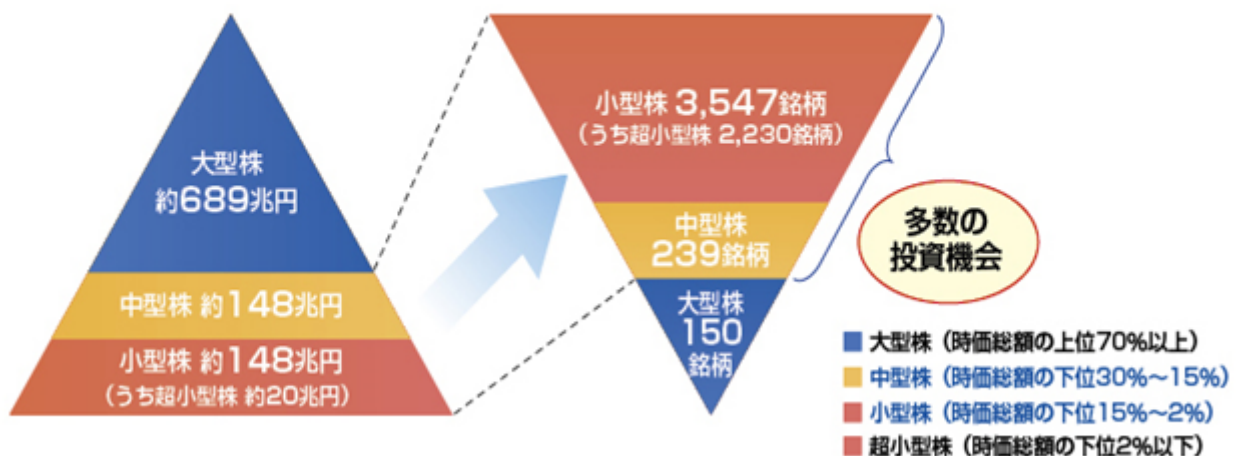 大型株
約689兆円
中型株 約148兆円
小型株 約148兆円
(うち超小型株 約20兆円)
小型株 3,547銘柄
(うち超小型株 2,230銘柄)
中型株
239銘柄
大型株
150
銘柄
多数の
投資機会
大型株(時価総額の上位70%以上)
中型株(時価総額の下位30%~15%)
小型株(時価総額の下位15%~2%)
超小型株(時価総額の下位2%以下)